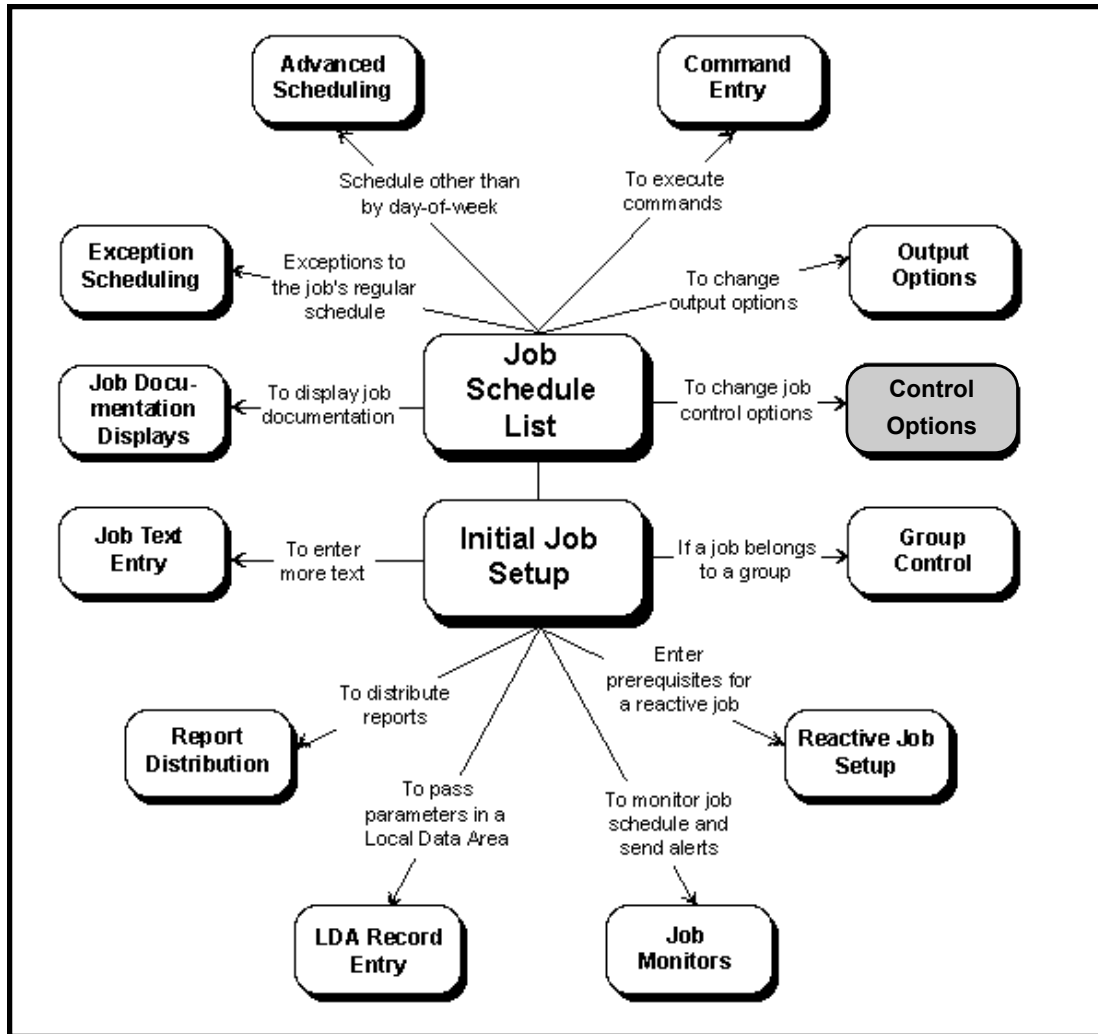 Advanced
Scheduling
Command
Entry
Schedule other than
by day-of-week
To execute
commands
Exception
Scheduling
Exceptions to
the job's regular
schedule
To change
output options
Output
Options
Job Docu-
mentation
Displays
To display job
documentation
Job
Schedule
List
To change job
control options
Control
Options
Job Text
Entry
To enter
more text
Initial Job
Setup
If a job belongs
to a group
Group
Control
To distribute
reports
Enter
prerequisites for
a reactive job
Report
Distribution
Reactive Job
Setup
To pass
parameters in a
Local Data Area
To monitor job
schedule and
send alerts
LDA Record
Entry
Job
Monitors